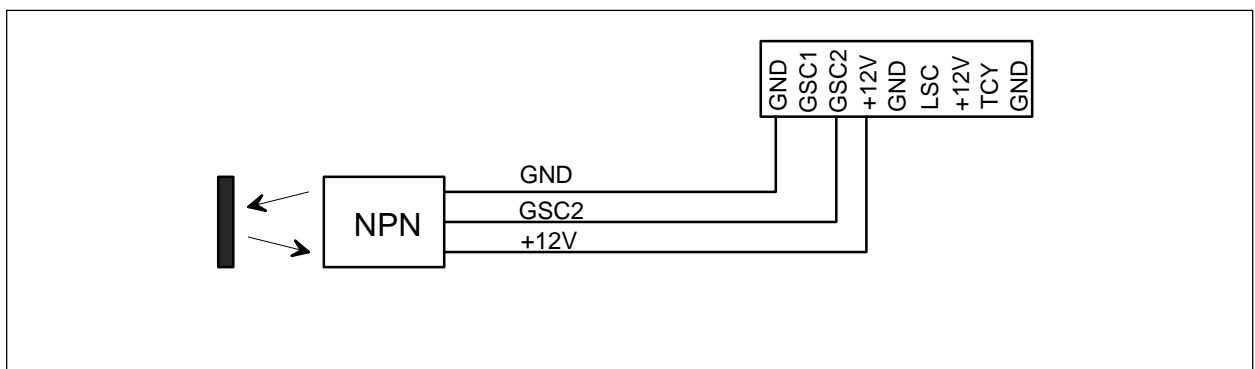 GND
GSC1
GSC2
+12V
GND
LSC
+12V
TCY
GND
GND
NPN
GSC2
+12V